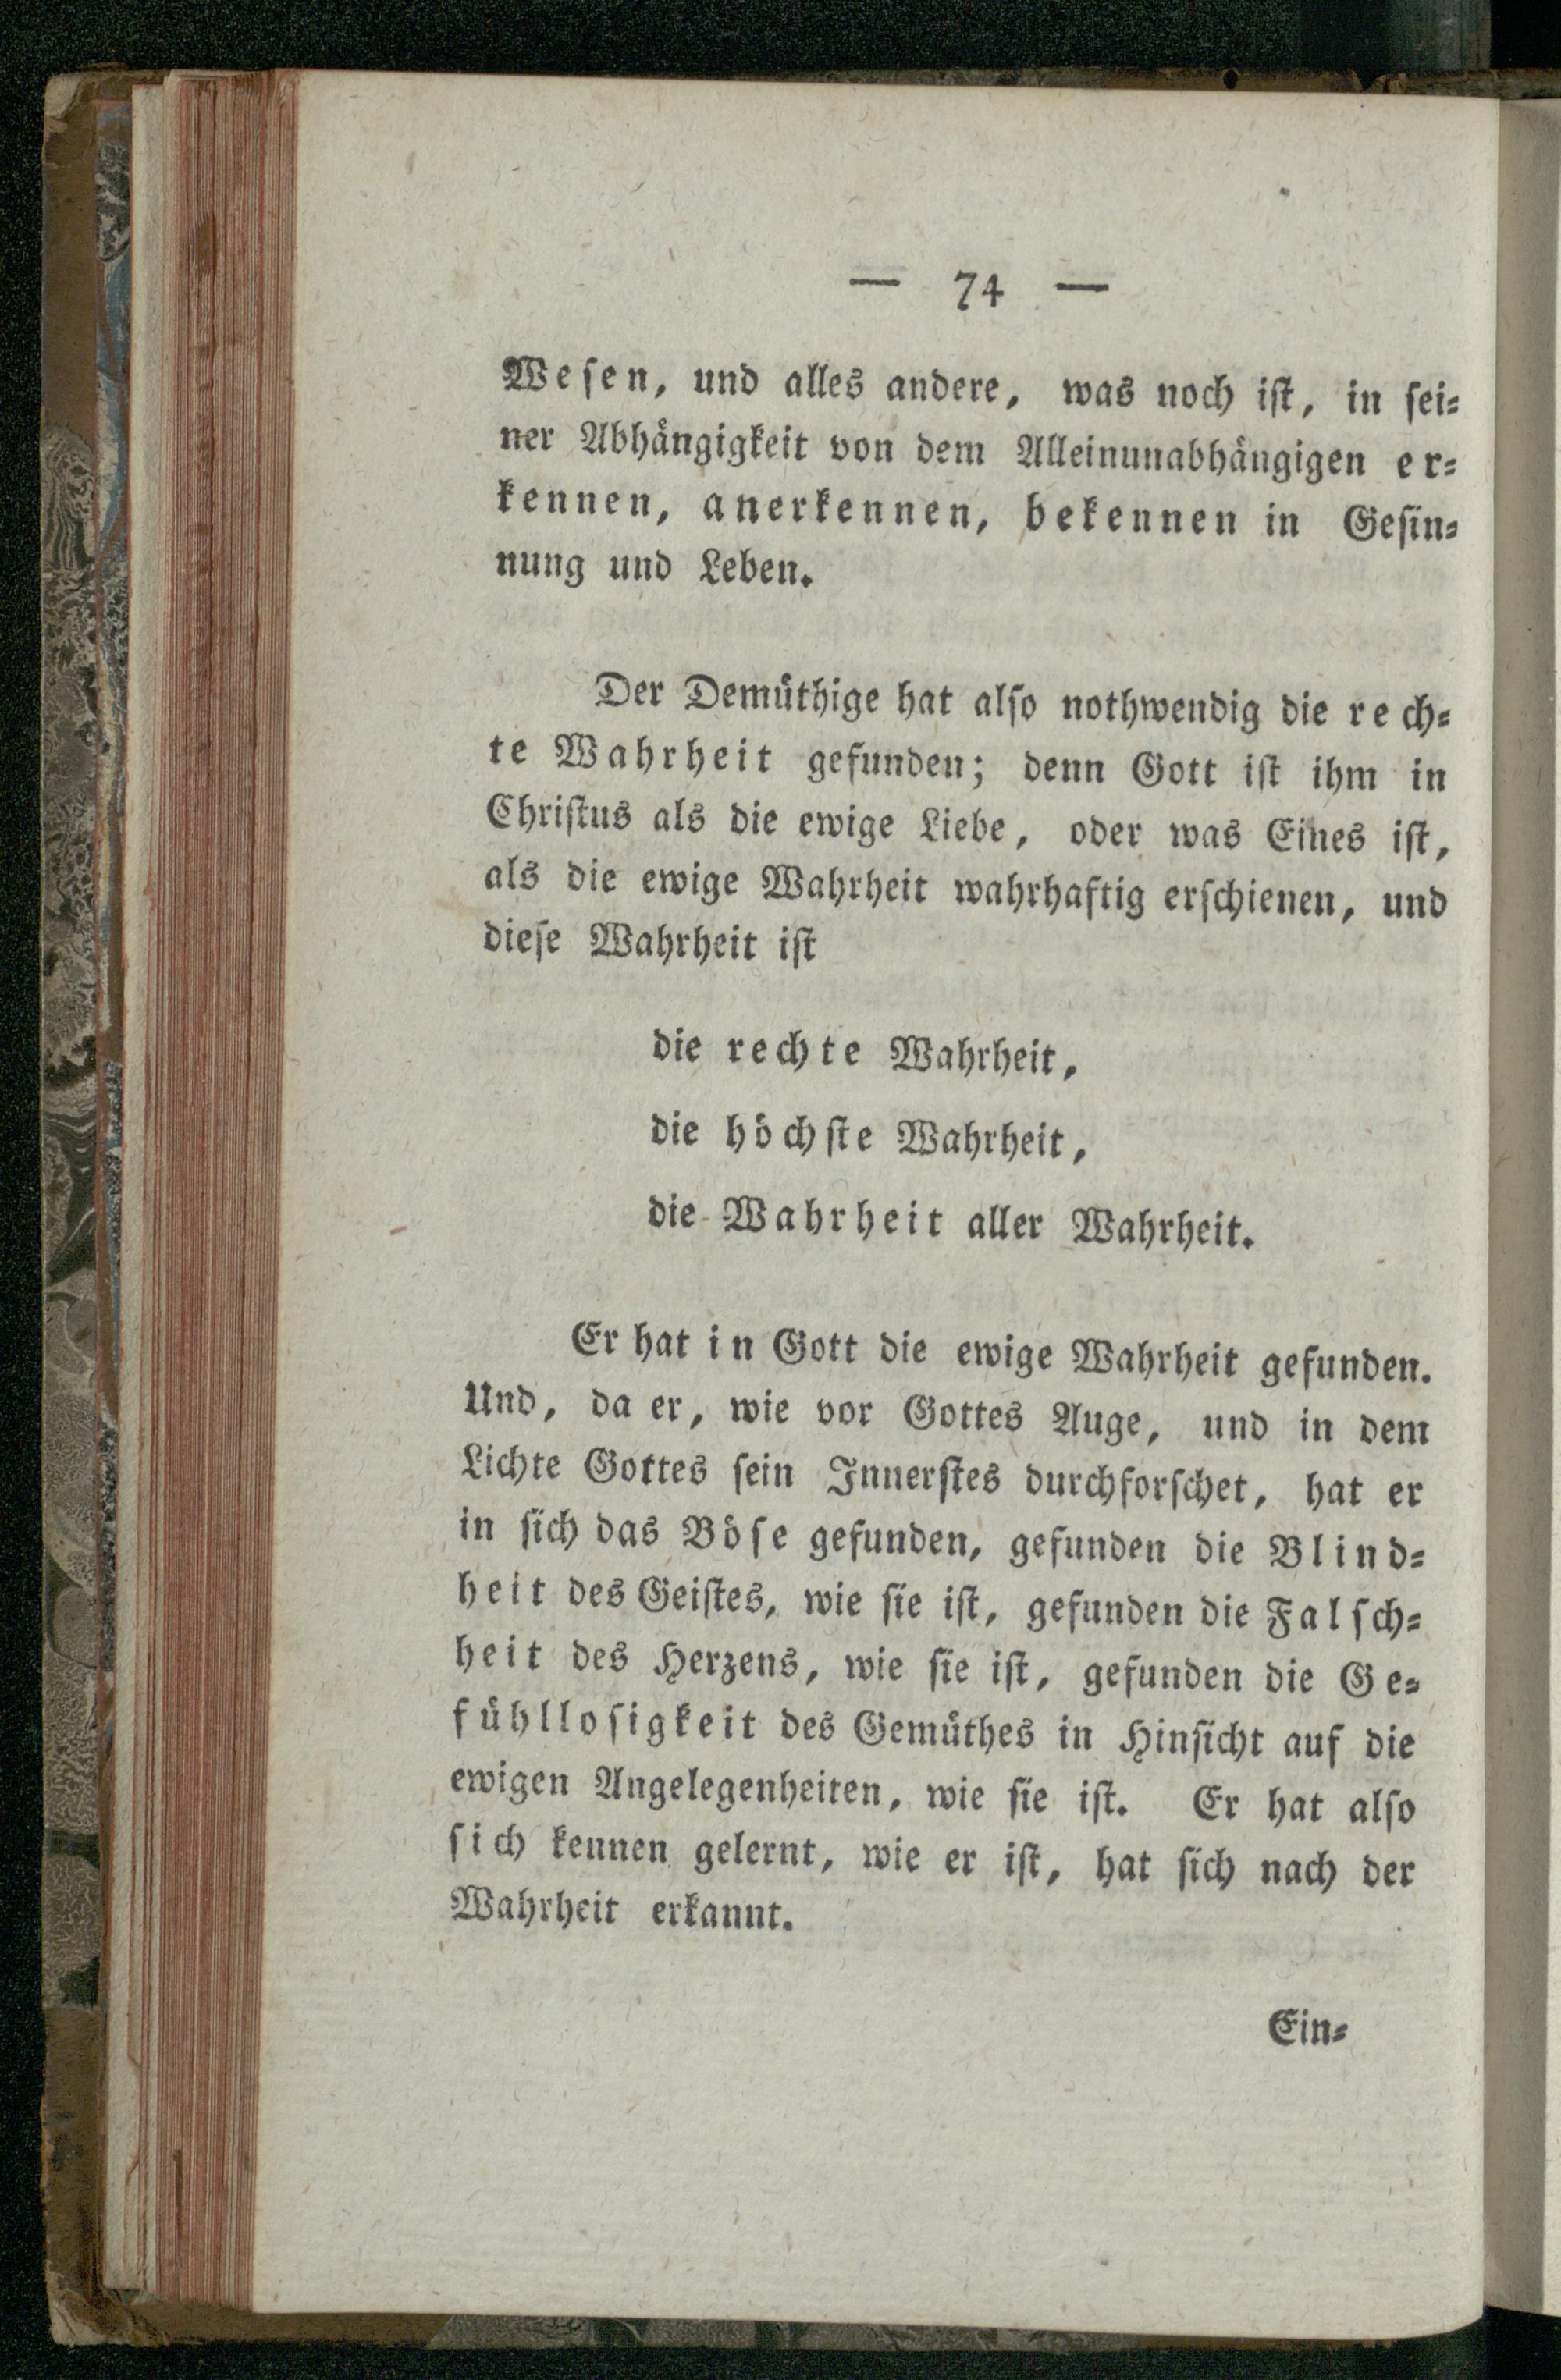 — 74 —
Weſen, und alles andere, was noch iſt, in ſei⸗
ner Abhängigkeit von dem Alleinunabhängigen er⸗
kennen, anerkennen, bekennen in Geſin⸗
nung und Leben.
Der Demüthige hat alſo nothwendig die rech⸗
te Wahrheit gefunden; denn Gott iſt ihm in
Chriſtus als die ewige Liebe, oder was Eines iſt,
als die ewige Wahrheit wahrhaftig erſchienen, und
dieſe Wahrheit iſt
die rechte Wahrheit,
die höchſte Wahrheit,
die Wahrheit aller Wahrheit.
Er hat in Gott die ewige Wahrheit gefunden.
Und, da er, wie vor Gottes Auge, und in dem
Lichte Gottes ſein Innerſtes durchforſchet, hat er
in ſich das Böſe gefunden, gefunden die Blind⸗
heit des Geiſtes, wie ſie iſt, gefunden die Falſch⸗
heit des Herzens, wie ſie iſt, gefunden die Ge⸗
fühlloſigkeit des Gemüthes in Hinſicht auf die
ewigen Angelegenheiten, wie ſie iſt. Er hat alſo
ſich kennen gelernt, wie er iſt, hat ſich nach der
Wahrheit erkannt.
Ein⸗